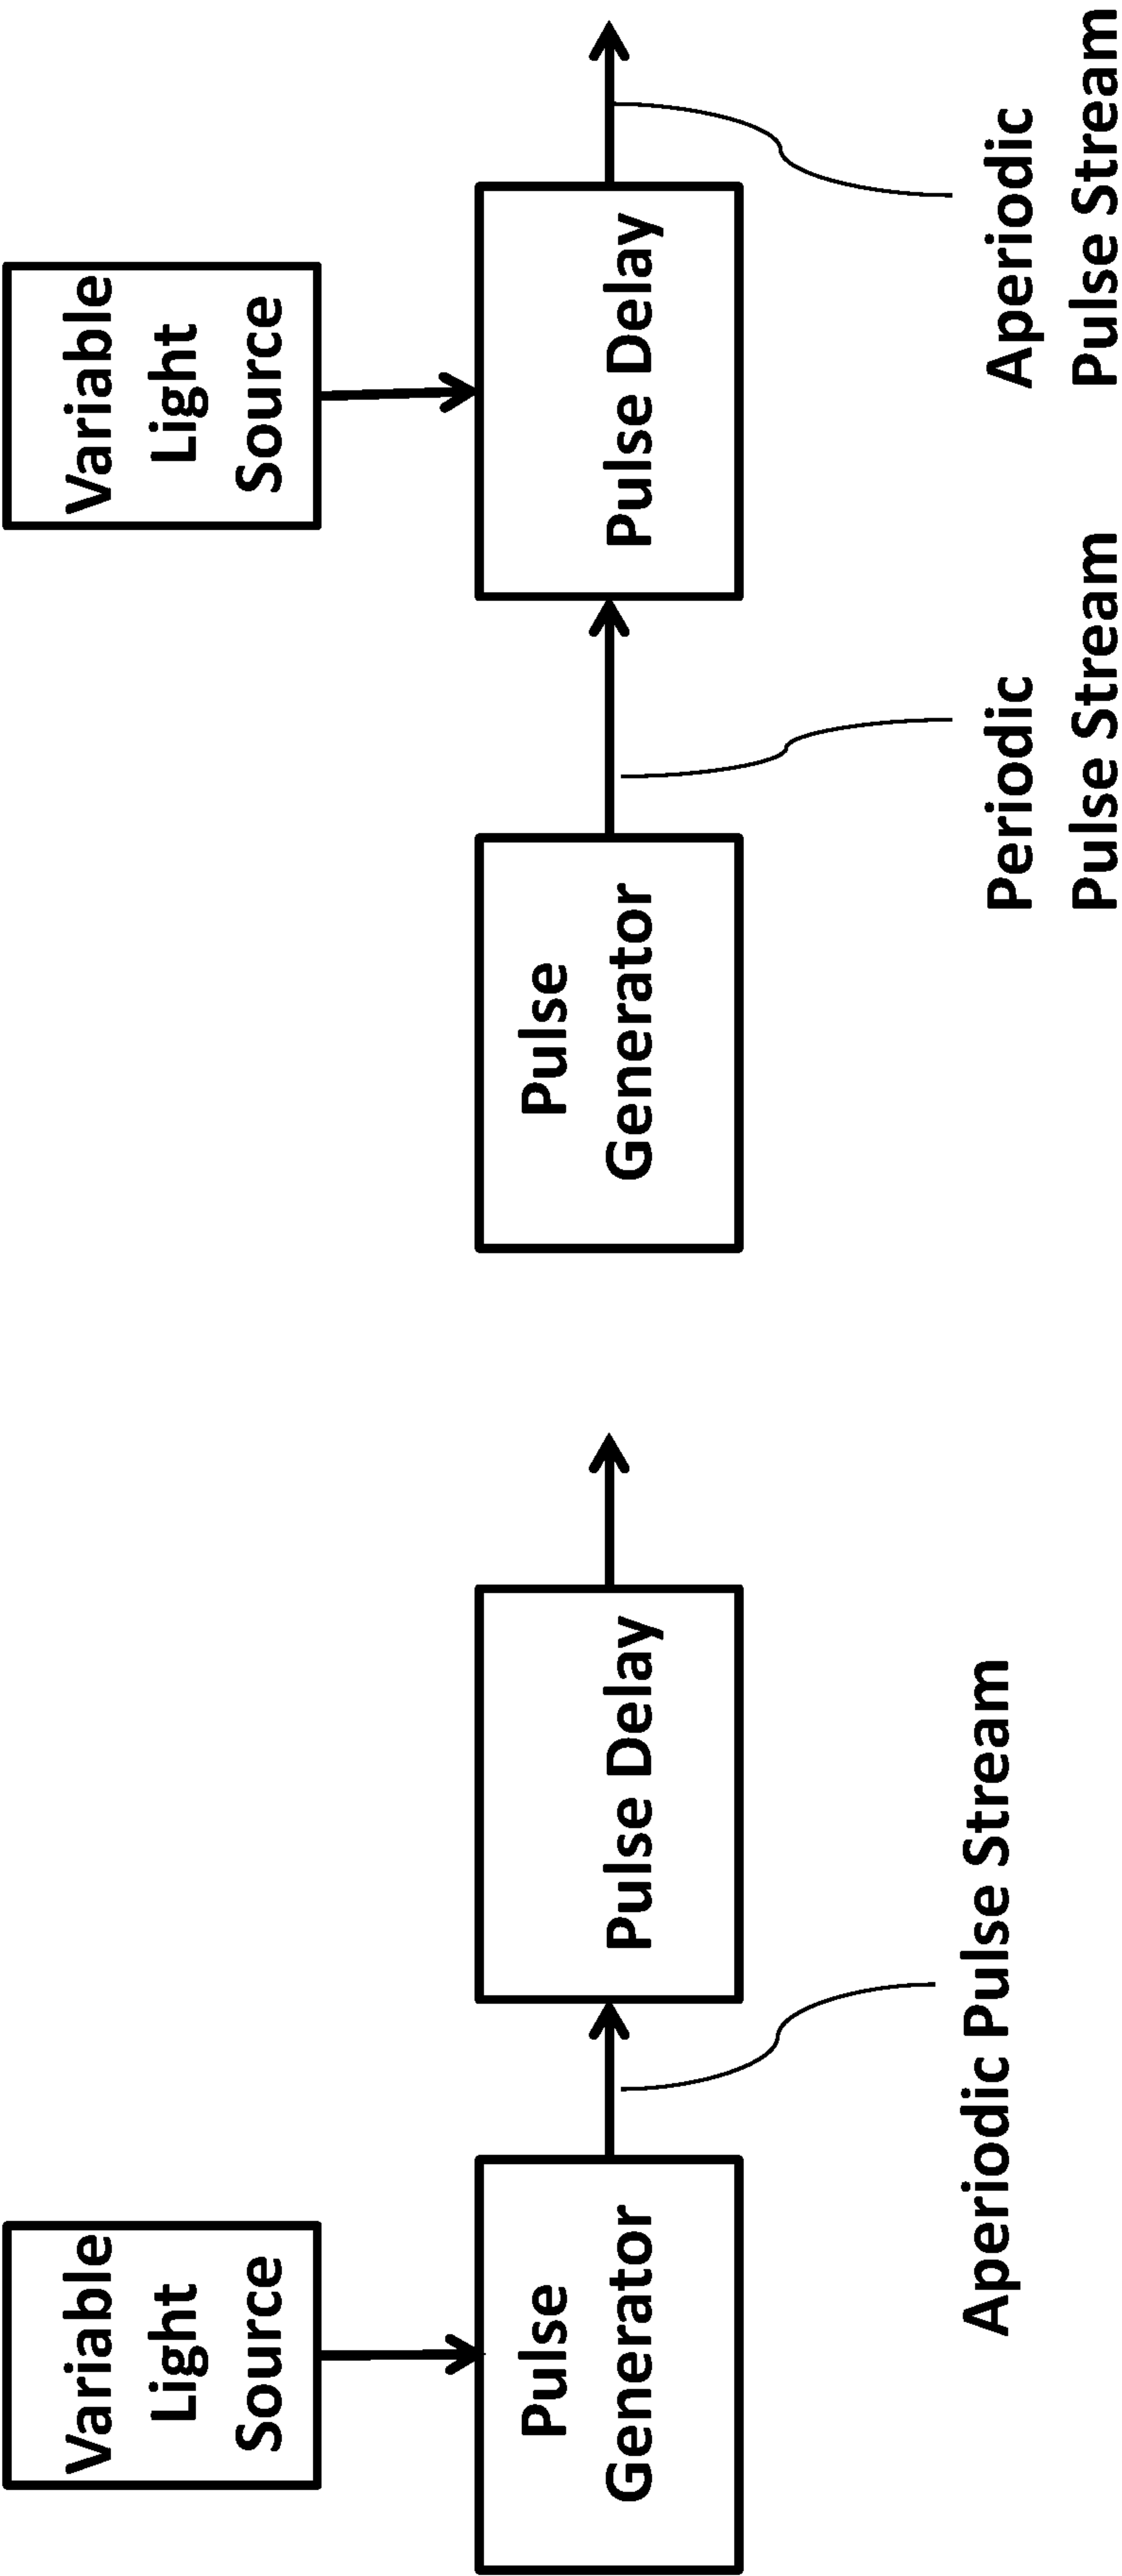 Variable
Light
Source
Pulse
Generator
Pulse Delay
Aperiodic Pulse Stream
Variable
Light
Source
Pulse
Generator
Pulse Delay
Periodic
Pulse Stream
Aperiodic
Pulse Stream